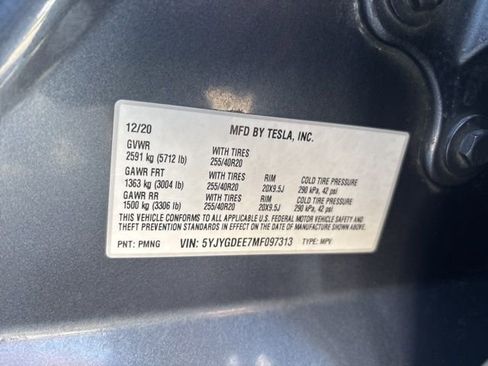 12/20 MFD BY TESLA, INC.
GVWR WITH TIRES
2591 kg (5712 lb) 255/40R20
GAWR FRT WITH TIRES RIM COLD TIRE PRESSURE
1363 kg (3004 lb) 255/40R20 20X9.5J 290 kPa, 42 psi
GAWR RR WITH TIRES RIM COLD TIRE PRESSURE
1500 kg (3306 lb) 255/40R20 20X9.5J 290 kPa, 42 psi
THIS VEHICLE CONFORMS TO ALL APPLICABLE U.S. FEDERAL MOTOR VEHICLE SAFETY AND
THEFT PREVENTION STANDARDS IN EFFECT ON THE DATE OF MANUFACTURE SHOWN ABOVE.
PNT: PMNG VIN: 5YJYGDEE7MF097313 TYPE: MPV